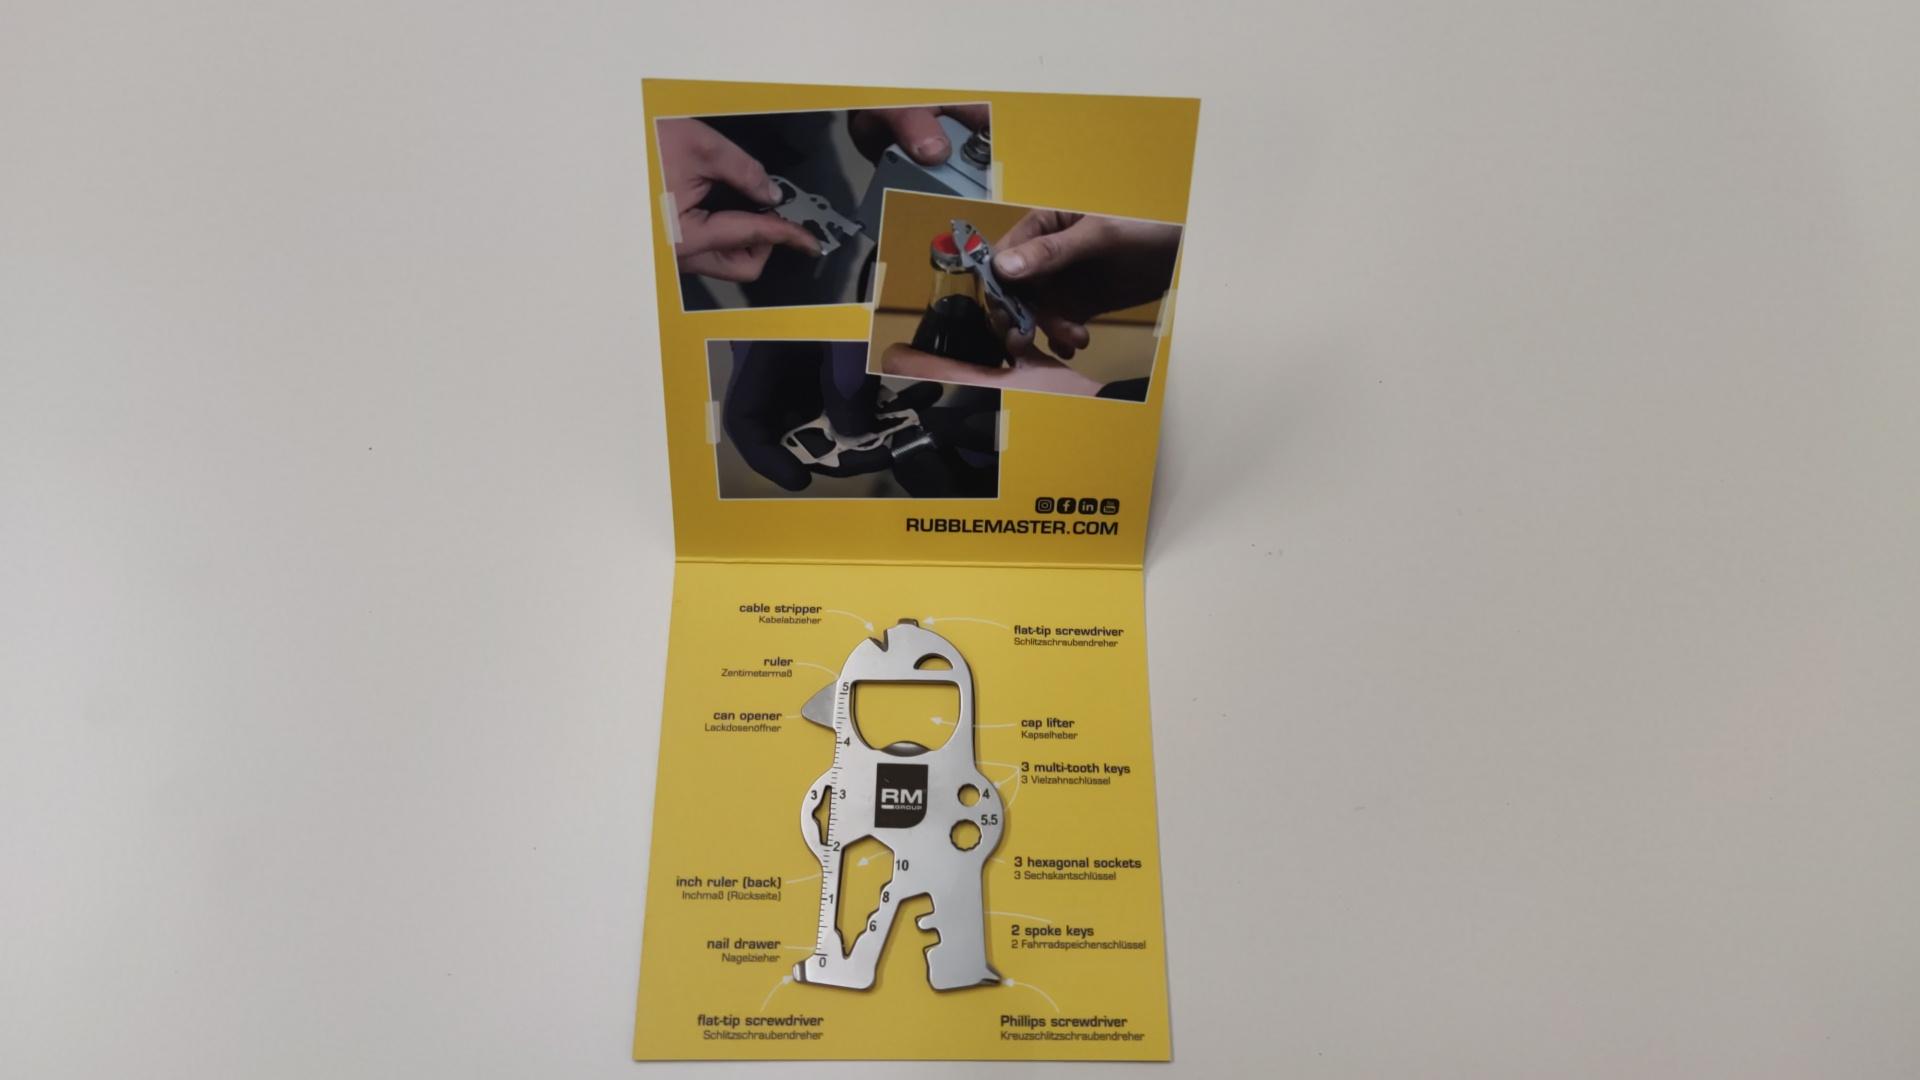 RUBBLEMASTER.COM
cable stripper
Kabelabzieher
flat-tip screwdriver
Schlitzschraubendreher
ruler
Zentimetermaß
can opener
Lackdosenöffner
cap lifter
Kapselheber
3 multi-tooth keys
3 Vielzahnschlüssel
3 hexagonal sockets
3 Sechskantschlüssel
inch ruler (back)
Inchmaß (Rückseite)
2 spoke keys
2 Fahrradspeichenschlüssel
nail drawer
Nagelzieher
flat-tip screwdriver
Schlitzschraubendreher
Phillips screwdriver
Kreuzschlitzschraubendreher
5
4
3
3
2
1
0
RM
GROUP
4
5.5
10
8
6